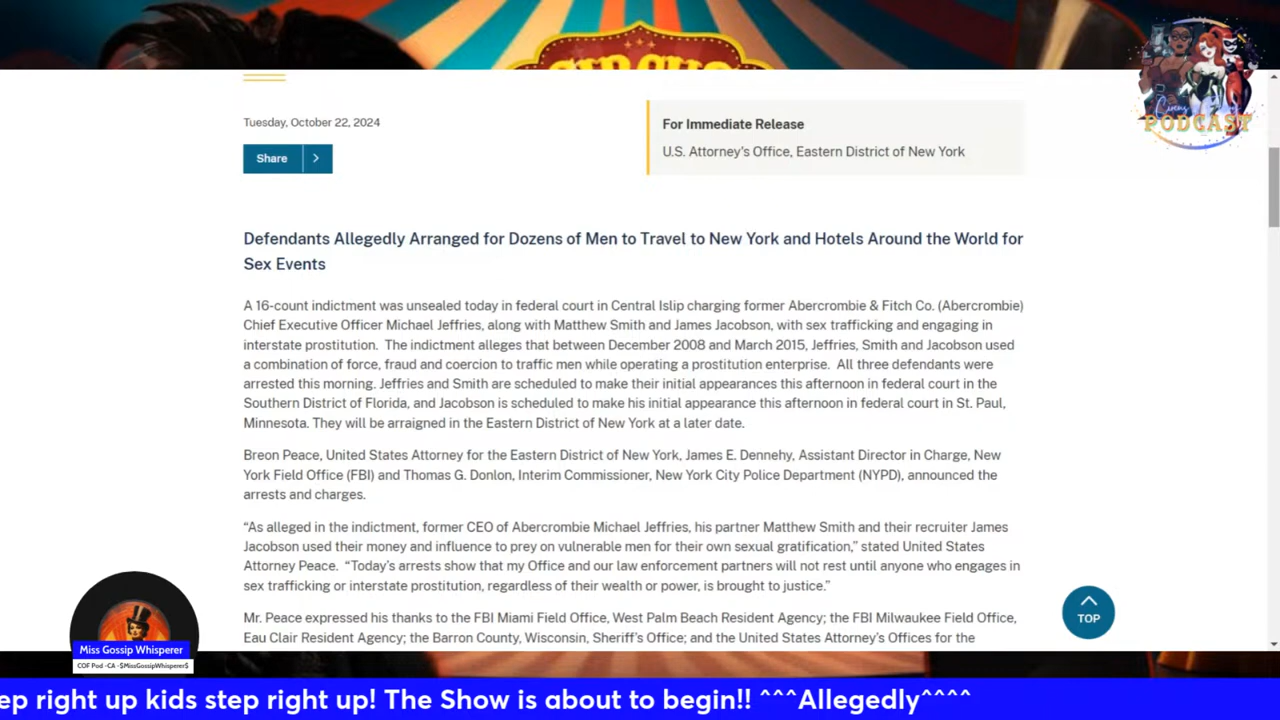 CIRCUS
Circus
PODCAST
Tuesday, October 22, 2024
Share
For Immediate Release
U.S. Attorney's Office, Eastern District of New York
Defendants Allegedly Arranged for Dozens of Men to Travel to New York and Hotels Around the World for
Sex Events
A 16-count indictment was unsealed today in federal court in Central Islip charging former Abercrombie & Fitch Co. (Abercrombie)
Chief Executive Officer Michael Jeffries, along with Matthew Smith and James Jacobson, with sex trafficking and engaging in
interstate prostitution.  The indictment alleges that between December 2008 and March 2015, Jeffries, Smith and Jacobson used
a combination of force, fraud and coercion to traffic men while operating a prostitution enterprise.  All three defendants were
arrested this morning. Jeffries and Smith are scheduled to make their initial appearances this afternoon in federal court in the
Southern District of Florida, and Jacobson is scheduled to make his initial appearance this afternoon in federal court in St. Paul,
Minnesota. They will be arraigned in the Eastern District of New York at a later date.
Breon Peace, United States Attorney for the Eastern District of New York, James E. Dennehy, Assistant Director in Charge, New
York Field Office (FBI) and Thomas G. Donlon, Interim Commissioner, New York City Police Department (NYPD), announced the
arrests and charges.
“As alleged in the indictment, former CEO of Abercrombie Michael Jeffries, his partner Matthew Smith and their recruiter James
Jacobson used their money and influence to prey on vulnerable men for their own sexual gratification,” stated United States
Attorney Peace.  “Today’s arrests show that my Office and our law enforcement partners will not rest until anyone who engages in
sex trafficking or interstate prostitution, regardless of their wealth or power, is brought to justice.”
Mr. Peace expressed his thanks to the FBI Miami Field Office, West Palm Beach Resident Agency; the FBI Milwaukee Field Office,
Eau Clair Resident Agency; the Barron County, Wisconsin, Sheriff’s Office; and the United States Attorney’s Offices for the
TOP
Miss Gossip Whisperer
COF Pod -CA -$MissGossipWhisperer$
ep right up kids step right up! The Show is about to begin!! ^^^Allegedly^^^^